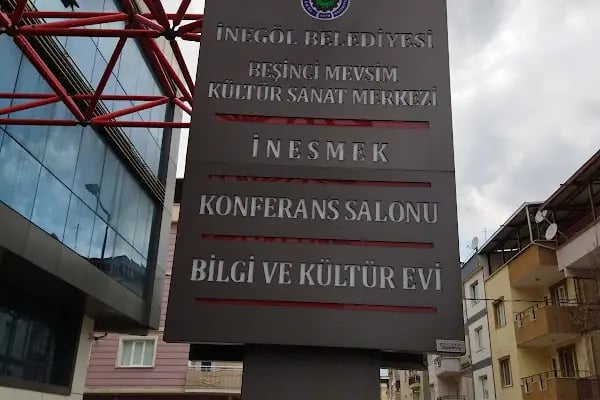 İNEGÖL BELEDİYESİ
BEŞİNCİ MEVSİM
KÜLTÜR SANAT MERKEZİ
İNESMEK
KONFERANS SALONU
BİLGİ VE KÜLTÜR EVİ